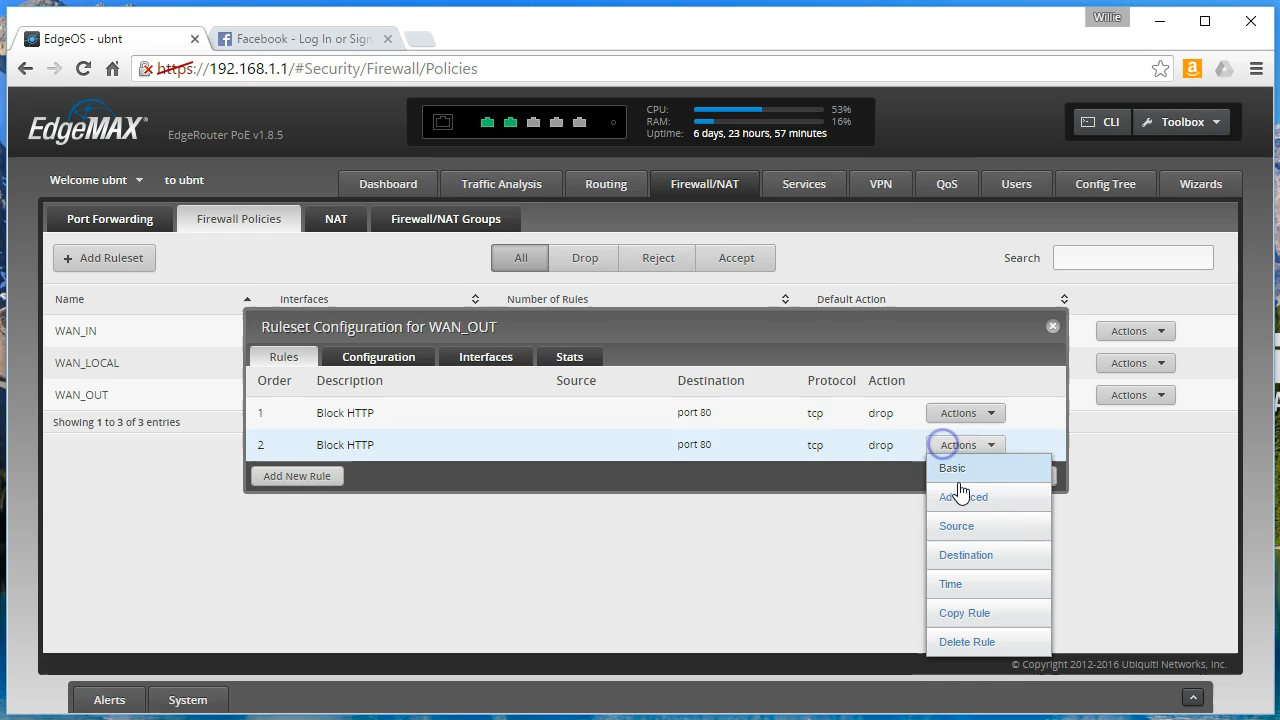 Willie
EdgeOS - ubnt
Facebook - Log In or Sign
https://192.168.1.1/#Security/Firewall/Policies
EdgeMAX
EdgeRouter PoE v1.8.5
CPU: 53%
RAM: 16%
Uptime: 6 days, 23 hours, 57 minutes
CLI
Toolbox
Welcome ubnt
to ubnt
Dashboard
Traffic Analysis
Routing
Firewall/NAT
Services
VPN
QoS
Users
Config Tree
Wizards
Port Forwarding
Firewall Policies
NAT
Firewall/NAT Groups
+ Add Ruleset
All
Drop
Reject
Accept
Search
Name Interfaces Number of Rules Default Action
WAN_IN
Actions
WAN_LOCAL
Actions
WAN_OUT
Actions
Showing 1 to 3 of 3 entries
Ruleset Configuration for WAN_OUT
Rules
Configuration
Interfaces
Stats
Order Description Source Destination Protocol Action
1 Block HTTP port 80 tcp drop Actions
2 Block HTTP port 80 tcp drop Actions
Add New Rule
Basic
Advanced
Source
Destination
Time
Copy Rule
Delete Rule
© Copyright 2012-2016 Ubiquiti Networks, Inc.
Alerts
System